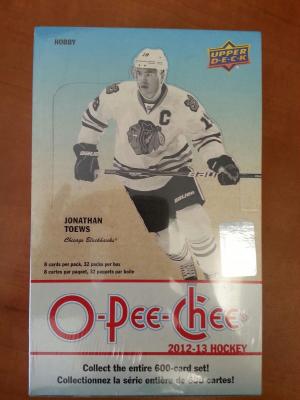 HOBBY
UPPER
D·E·C·K
19
C
JONATHAN
TOEWS
Chicago Blackhawks®
8 cards per pack, 32 packs per box
8 cartes par paquet, 32 paquets par boîte
O-Pee-Chee®
2012-13 HOCKEY
Collect the entire 600-card set!
Collectionnez la série entière de 600 cartes!